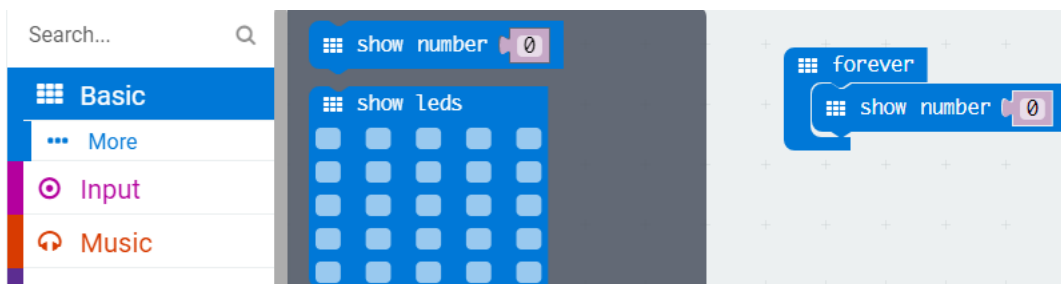 Search...
Basic
More
Input
Music
show number 0
show leds
forever
show number 0